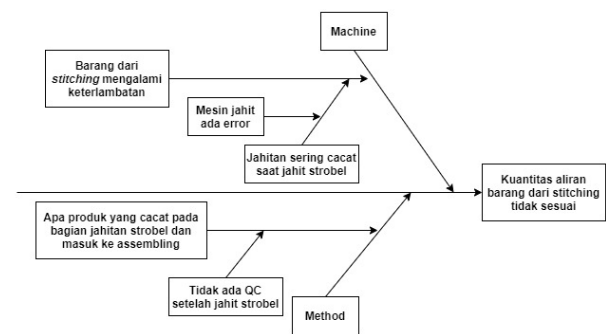 Machine
Barang dari
stitching mengalami
keterlambatan
Mesin jahit
ada error
Jahitan sering cacat
saat jahit strobel
Kuantitas aliran
barang dari stitching
tidak sesuai
Apa produk yang cacat pada
bagian jahitan strobel dan
masuk ke assembling
Tidak ada QC
setelah jahit strobel
Method